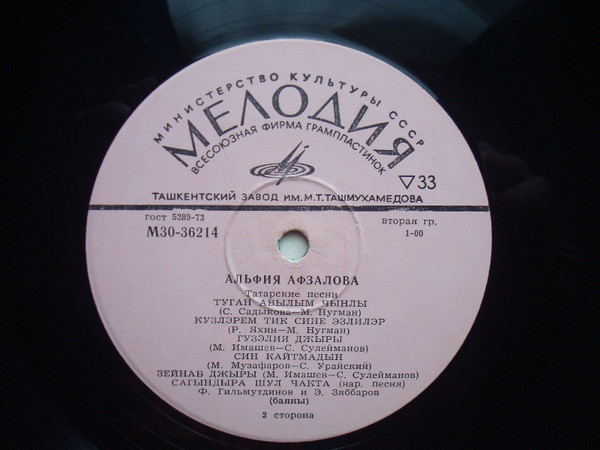 МИНИСТЕРСТВО КУЛЬТУРЫ СССР
МЕЛОДИЯ
ВСЕСОЮЗНАЯ ФИРМА ГРАМПЛАСТИНОК
▽33
ТАШКЕНТСКИЙ ЗАВОД ИМ.М.Т.ТАШМУХАМЕДОВА
гост 5289-73
вторая гр.
М30-36214
1-00
АЛЬФИЯ АФЗАЛОВА
Татарские песни
ТУГАН АВЫЛЫМ ЧЫНЛЫ
(С. Садыкова—М. Нугман)
КУЗЛЭРЕМ ТИК СИНЕ ЭЗЛИЛЭР
(Р. Яхин—М. Нугман)
ГУЗЭЛИЯ ДЖЫРЫ
(М. Имашев—С. Сулейманов)
СИН КАЙТМАДЫН
(М. Музафаров—С. Урайский)
ЗЕЙНАБ ДЖЫРЫ (М. Имашев—С. Сулейманов)
САГЫНДЫРА ШУЛ ЧАКТА (нар. песня)
Ф. Гильмутдинов и Э. Зяббаров
(баяны)
2 сторона